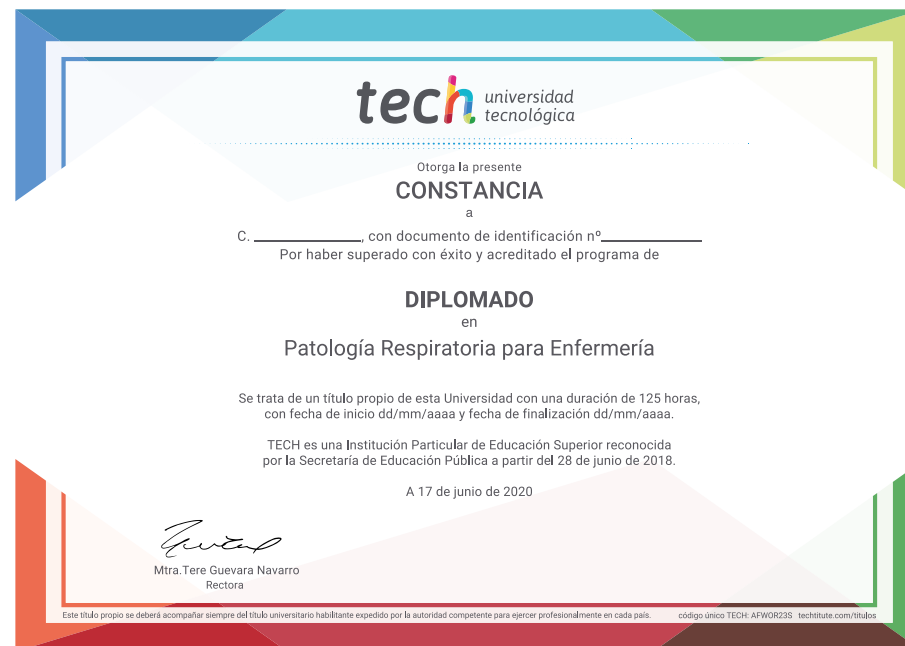 tech universidad
tecnológica
Otorga la presente
CONSTANCIA
a
C. ____________, con documento de identificación nº____________
Por haber superado con éxito y acreditado el programa de
DIPLOMADO
en
Patología Respiratoria para Enfermería
Se trata de un título propio de esta Universidad con una duración de 125 horas,
con fecha de inicio dd/mm/aaaa y fecha de finalización dd/mm/aaaa.
TECH es una Institución Particular de Educación Superior reconocida
por la Secretaría de Educación Pública a partir del 28 de junio de 2018.
A 17 de junio de 2020
Mtra.Tere Guevara Navarro
Rectora
Este título propio se deberá acompañar siempre del título universitario habilitante expedido por la autoridad competente para ejercer profesionalmente en cada país. código único TECH: AFWOR23S techtitute.com/titulos